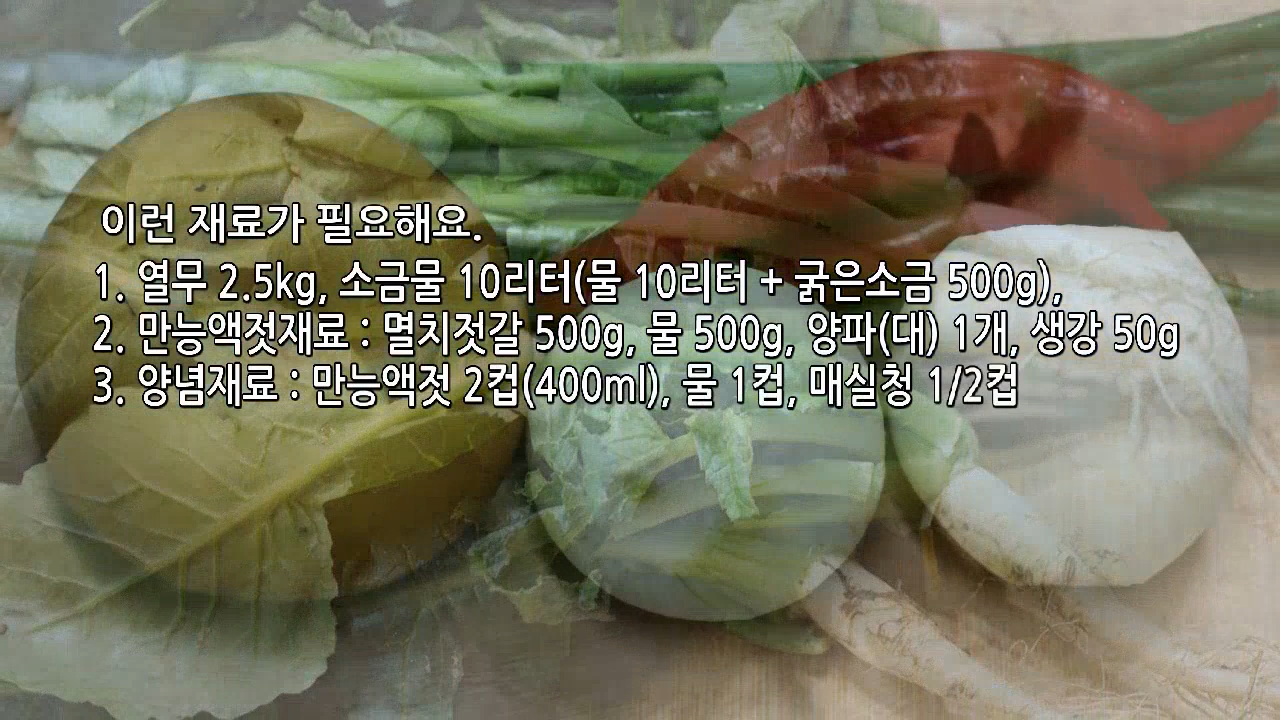 이런 재료가 필요해요.
1. 열무 2.5kg, 소금물 10리터(물 10리터 + 굵은소금 500g),
2. 만능액젓재료 : 멸치젓갈 500g, 물 500g, 양파(대) 1개, 생강 50g
3. 양념재료 : 만능액젓 2컵(400ml), 물 1컵, 매실청 1/2컵